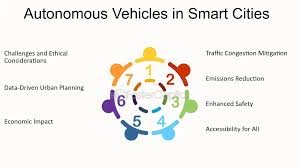 Autonomous Vehicles in Smart Cities
Challenges and Ethical
Considerations
Data-Driven Urban Planning
Economic Impact
7
1
2
3
4
5
6
Traffic Congestion Mitigation
Emissions Reduction
Enhanced Safety
Accessibility for All